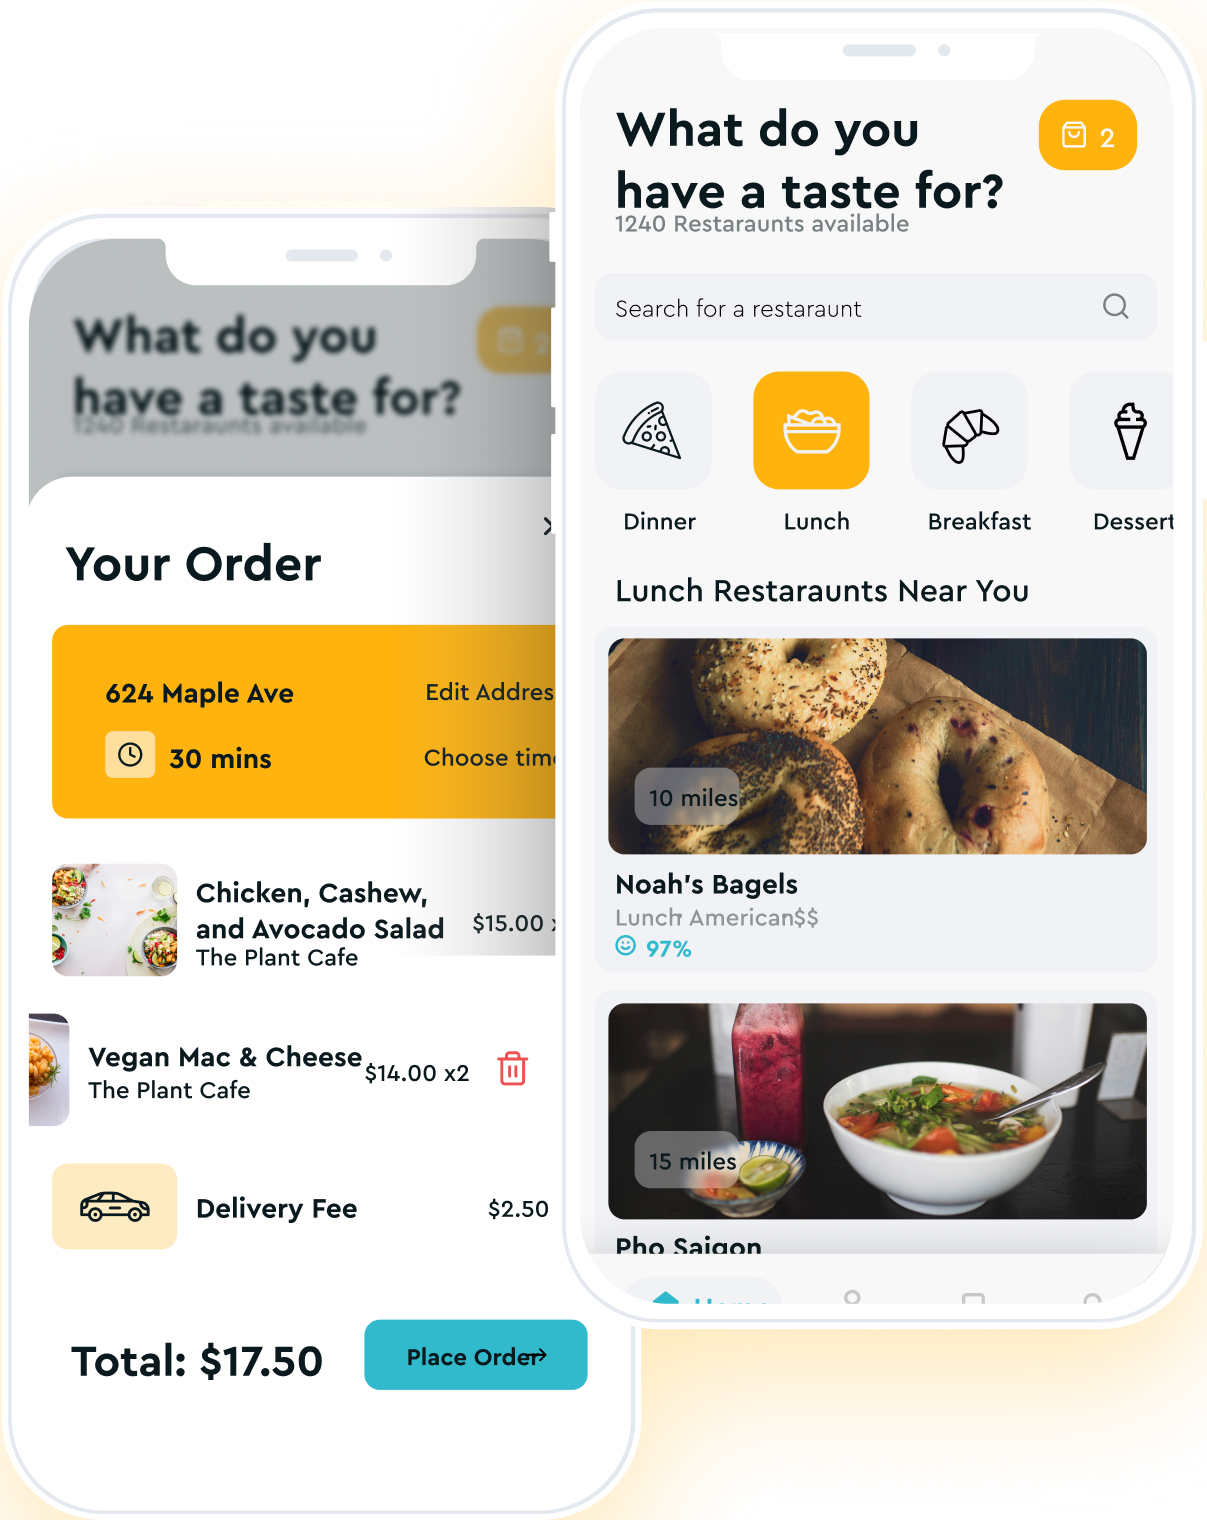 What do you
have a taste for?
1240 Restaraunts available
2
Search for a restaraunt
Dinner
Lunch
Breakfast
Dessert
Lunch Restaraunts Near You
10 miles
Noah's Bagels
Lunch American$$
97%
15 miles
Pho Saigon
Home
What do you
have a taste for?
1240 Restaraunts available
Your Order
624 Maple Ave
Edit Addres
30 mins
Choose time
Chicken, Cashew,
and Avocado Salad
$15.00 x
The Plant Cafe
Vegan Mac & Cheese
$14.00 x2
The Plant Cafe
Delivery Fee
$2.50
Total: $17.50
Place Order